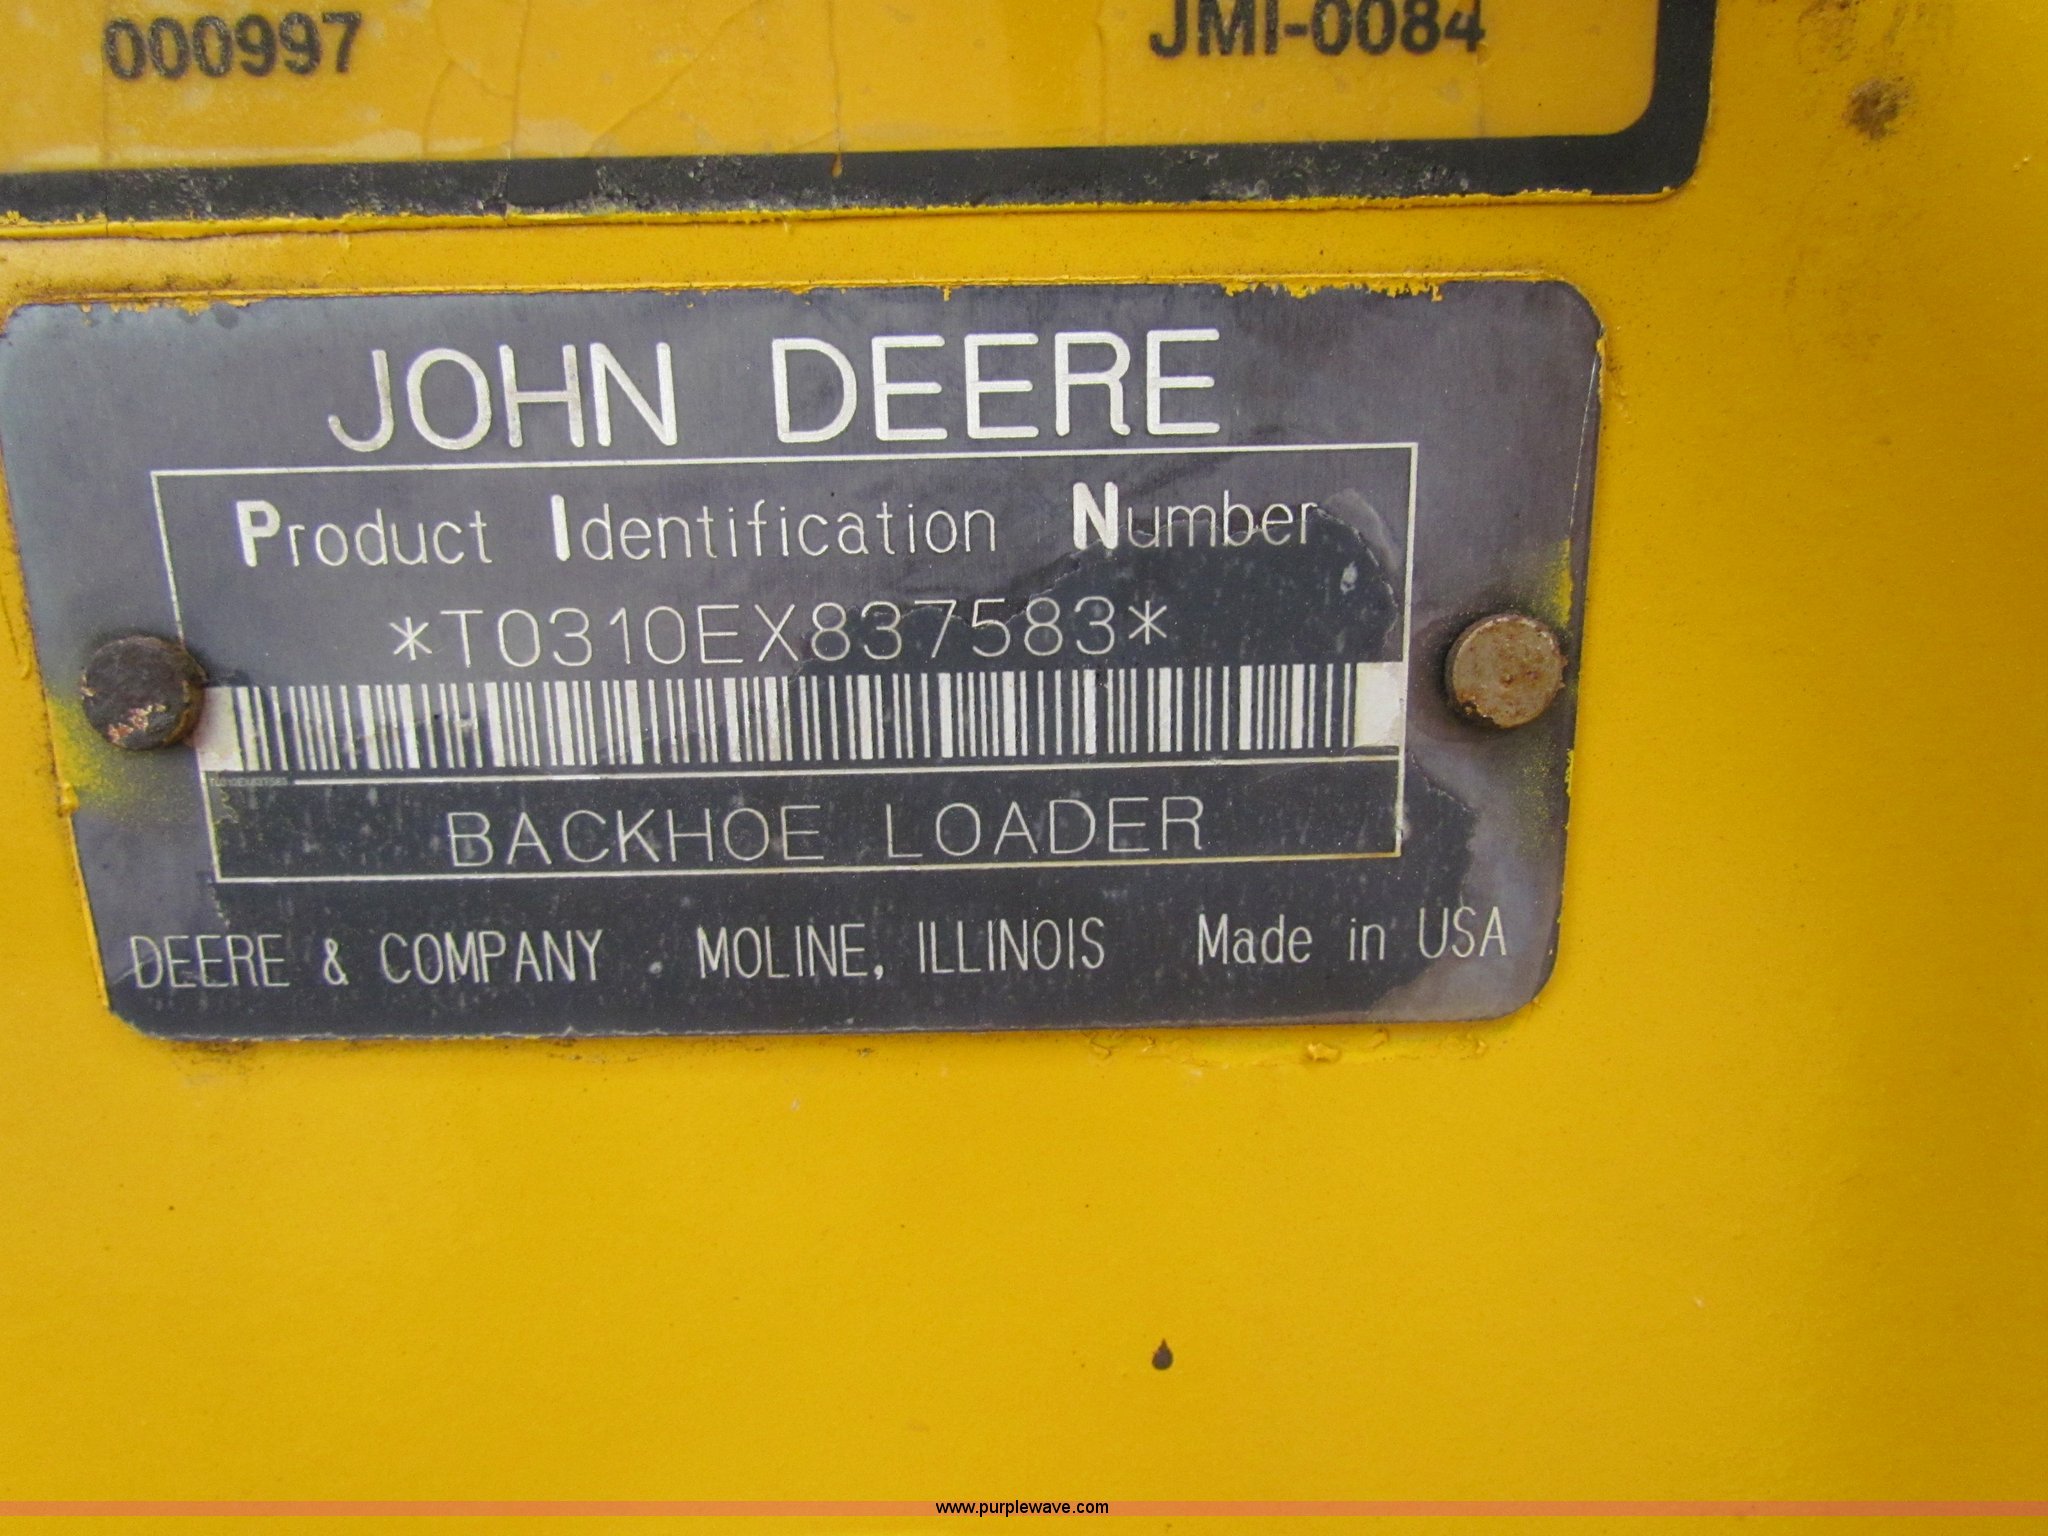 000997 JMI-0084
JOHN DEERE
Product Identification Number
*T0310EX837583*
BACKHOE LOADER
DEERE & COMPANY MOLINE, ILLINOIS Made in USA
www.purplewave.com